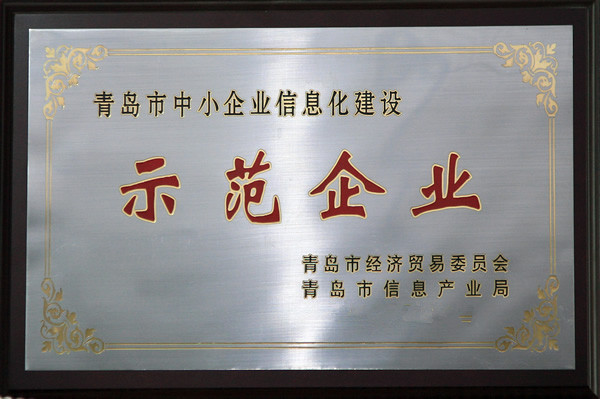 青岛市中小企业信息化建设
示范企业
青岛市经济贸易委员会
青岛市信息产业局